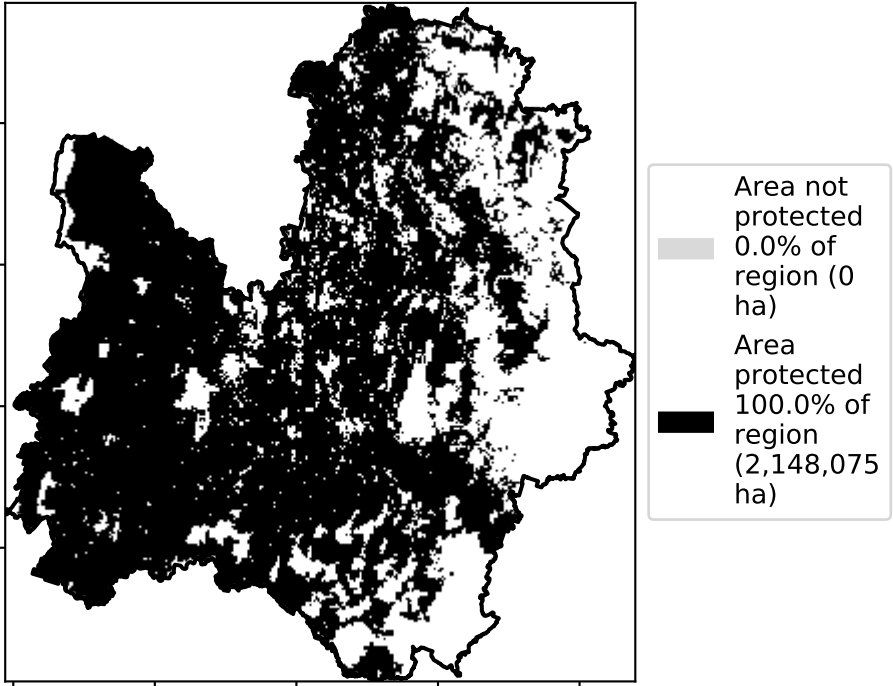 Area not
protected
0.0% of
region (0
ha)
Area
protected
100.0% of
region
(2,148,075
ha)